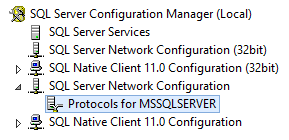 SQL Server Configuration Manager (Local)
SQL Server Services
SQL Server Network Configuration (32bit)
SQL Native Client 11.0 Configuration (32bit)
SQL Server Network Configuration
Protocols for MSSQLSERVER
SQL Native Client 11.0 Configuration